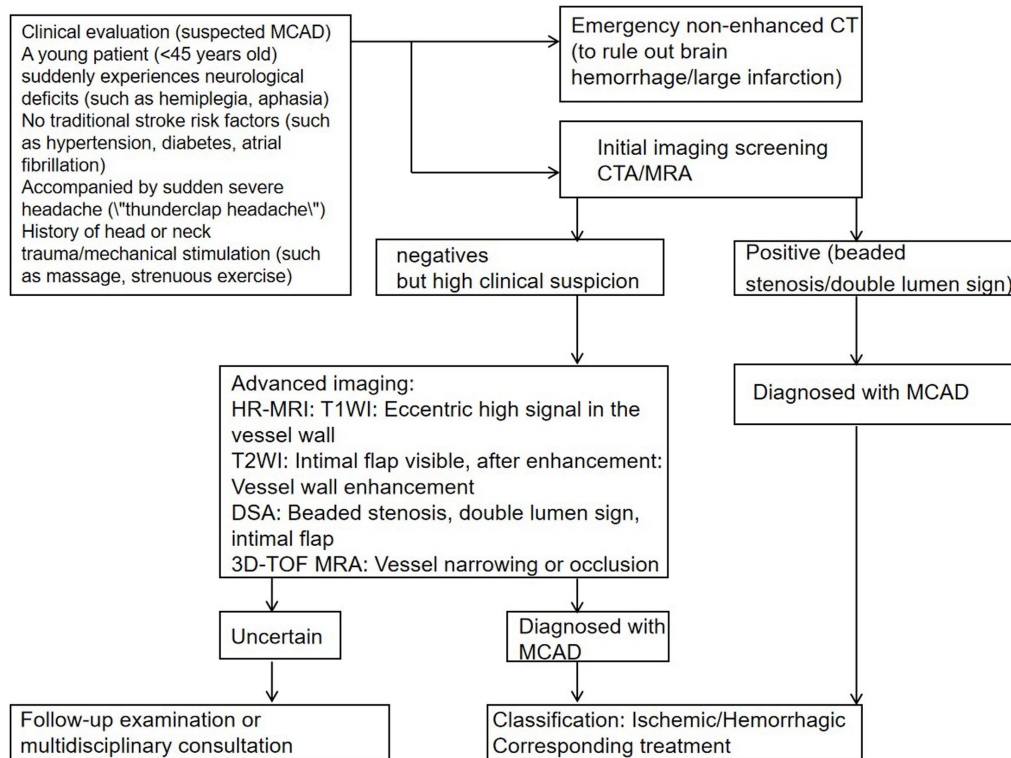 Clinical evaluation (suspected MCAD)
A young patient (<45 years old)
suddenly experiences neurological
deficits (such as hemiplegia, aphasia)
No traditional stroke risk factors (such
as hypertension, diabetes, atrial
fibrillation)
Accompanied by sudden severe
headache (\"thunderclap headache\")
History of head or neck
trauma/mechanical stimulation (such
as massage, strenuous exercise)
Emergency non-enhanced CT
(to rule out brain
hemorrhage/large infarction)
Initial imaging screening
CTA/MRA
negatives
but high clinical suspicion
Positive (beaded
stenosis/double lumen sign)
Advanced imaging:
HR-MRI: T1WI: Eccentric high signal in the
vessel wall
T2WI: Intimal flap visible, after enhancement:
Vessel wall enhancement
DSA: Beaded stenosis, double lumen sign,
intimal flap
3D-TOF MRA: Vessel narrowing or occlusion
Diagnosed with MCAD
Uncertain
Diagnosed with
MCAD
Follow-up examination or
multidisciplinary consultation
Classification: Ischemic/Hemorrhagic
Corresponding treatment